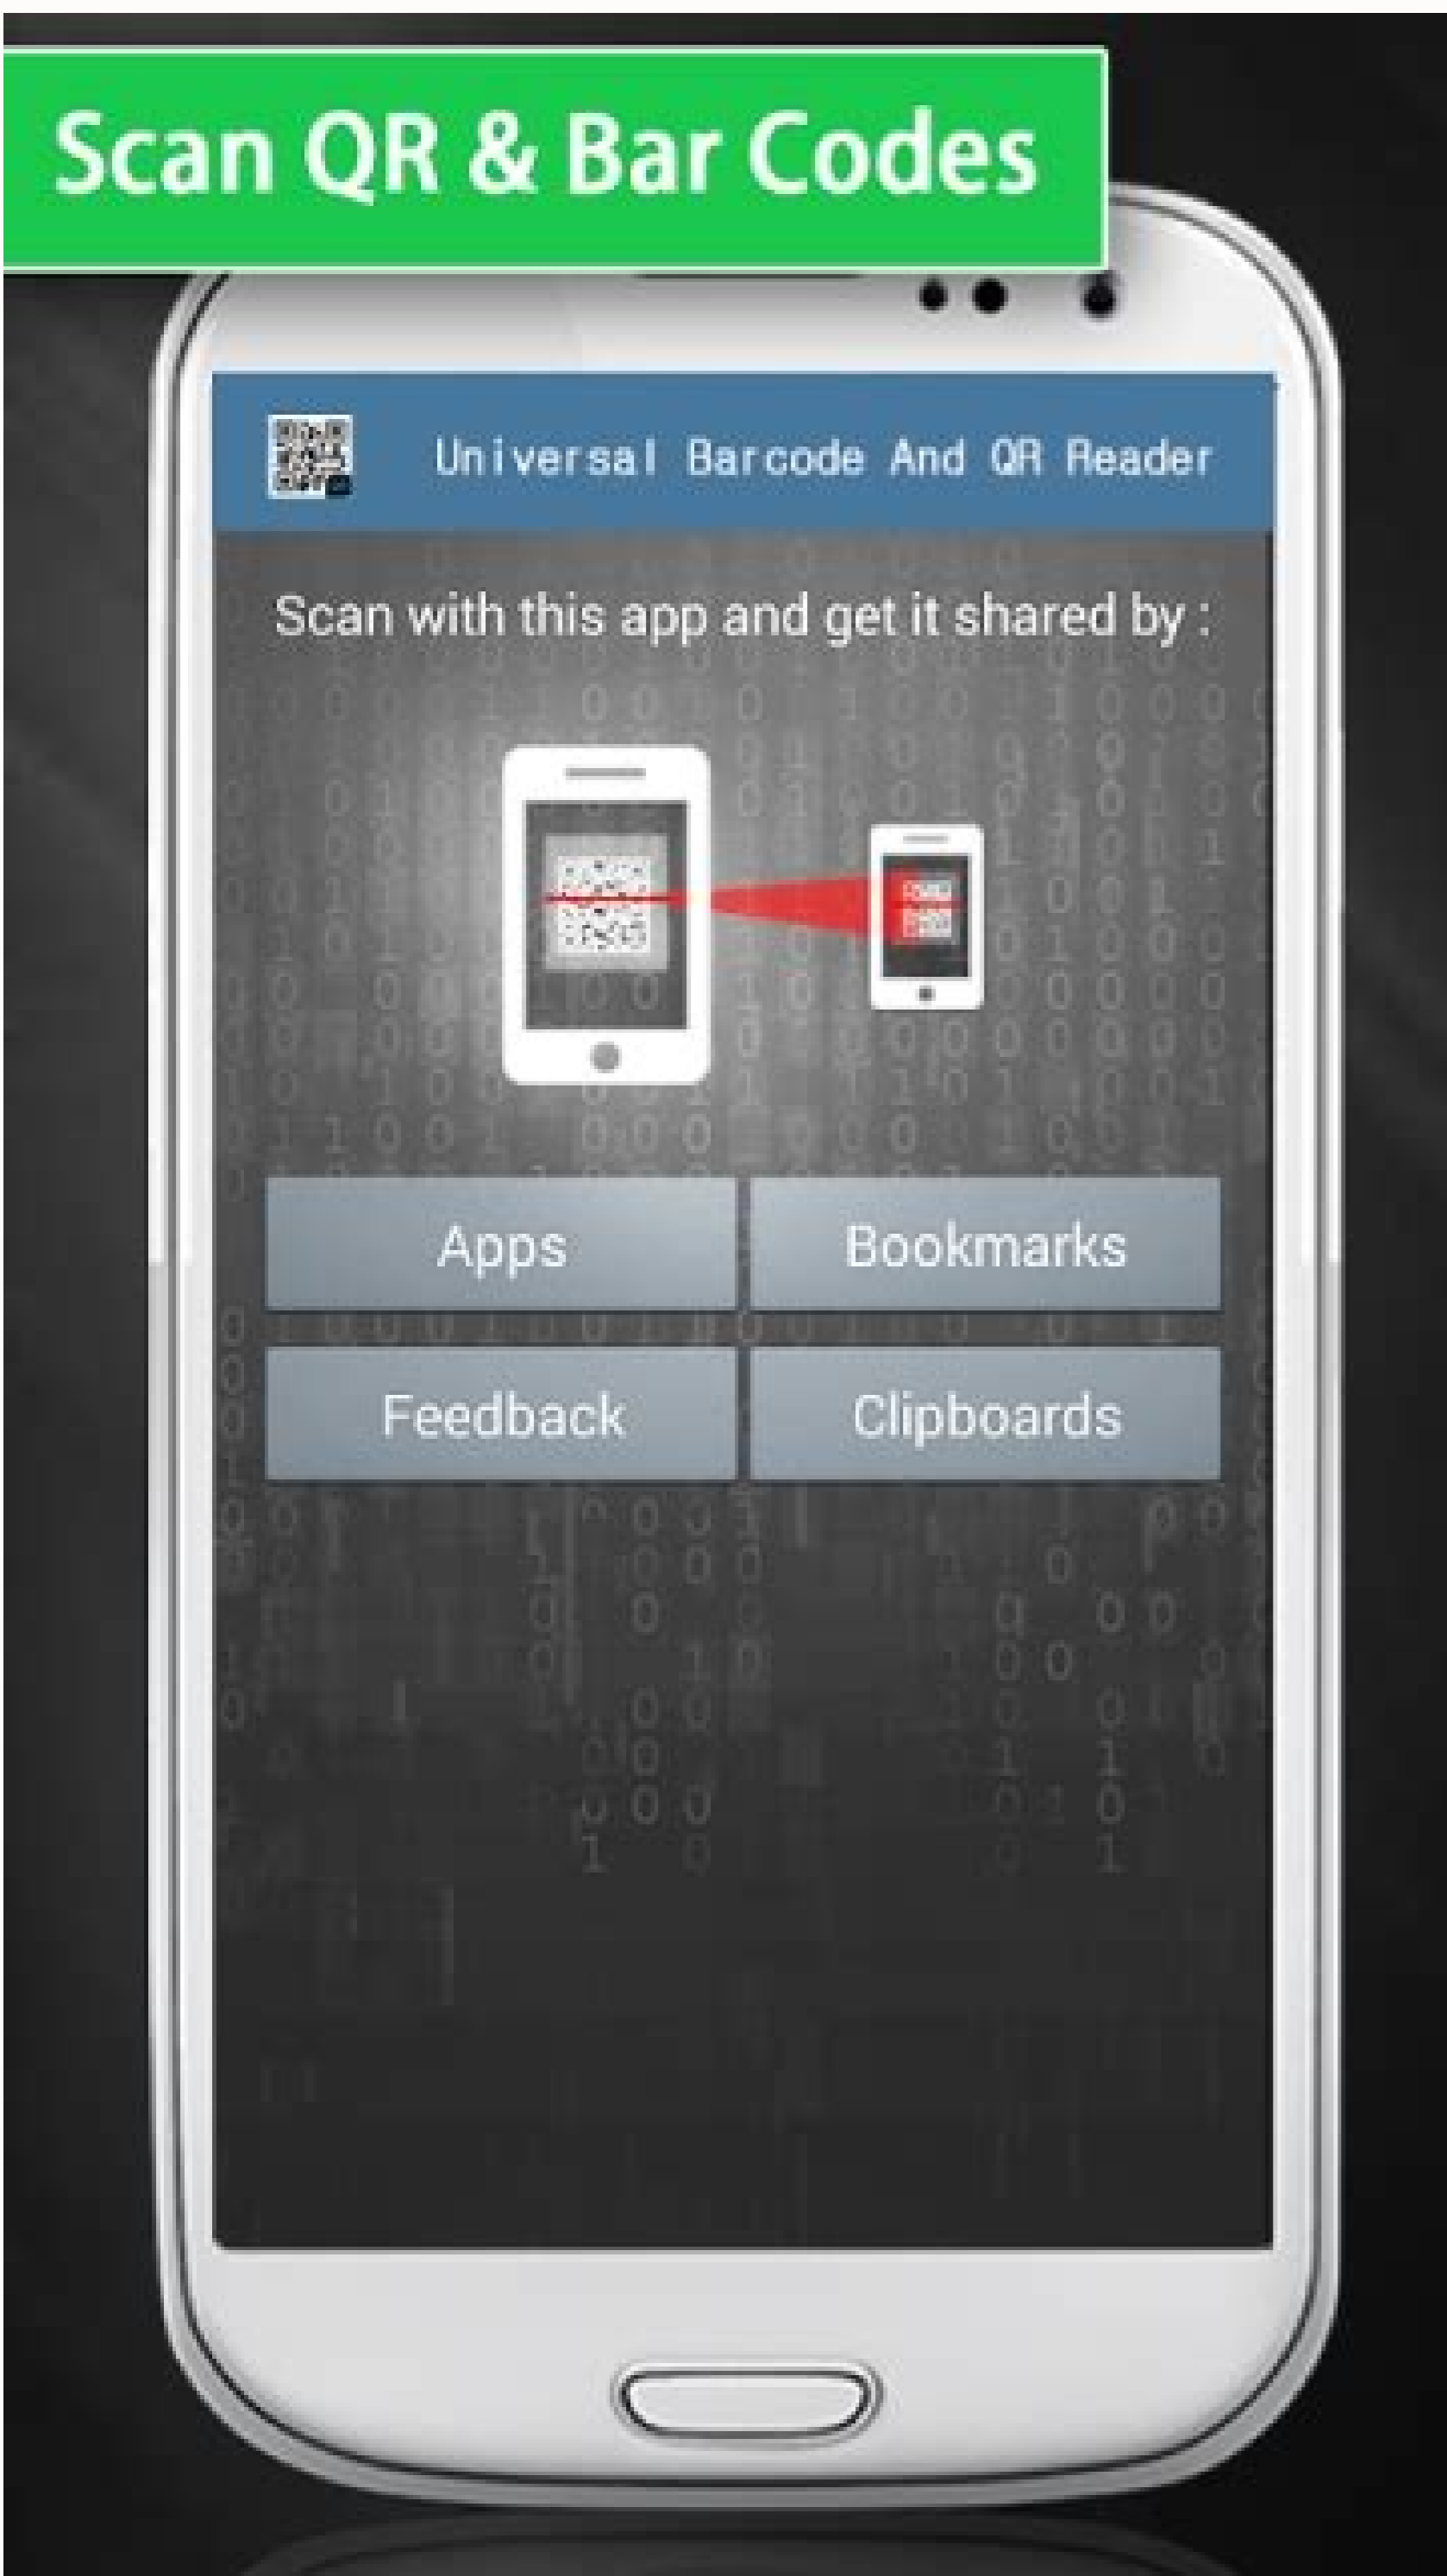 Scan QR & Bar Codes
Universal Barcode And QR Reader
Scan with this app and get it shared by :
Apps
Bookmarks
Feedback
Clipboards